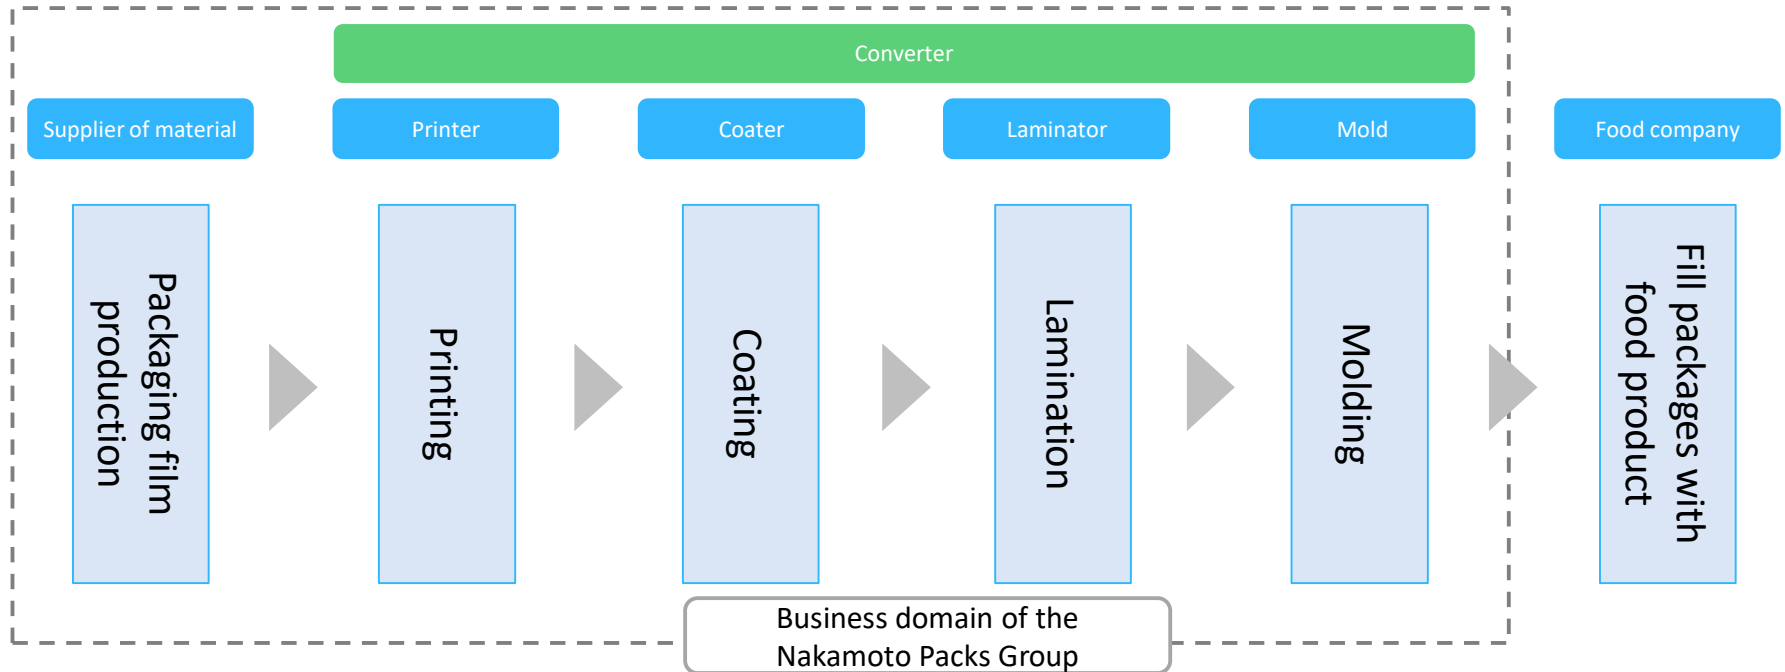 Converter
Supplier of material
Printer
Coater
Laminator
Mold
Food company
Packaging film
production
Printing
Coating
Lamination
Molding
Fill packages with
food product
Business domain of the
Nakamoto Packs Group